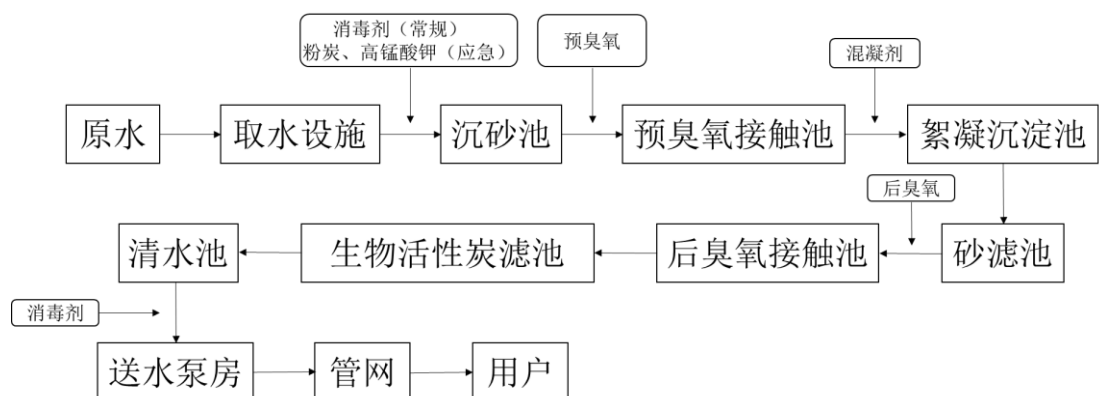 消毒剂（常规）
粉炭、高锰酸钾（应急）
预臭氧
混凝剂
原水
取水设施
沉砂池
预臭氧接触池
絮凝沉淀池
后臭氧
清水池
生物活性炭滤池
后臭氧接触池
砂滤池
消毒剂
送水泵房
管网
用户